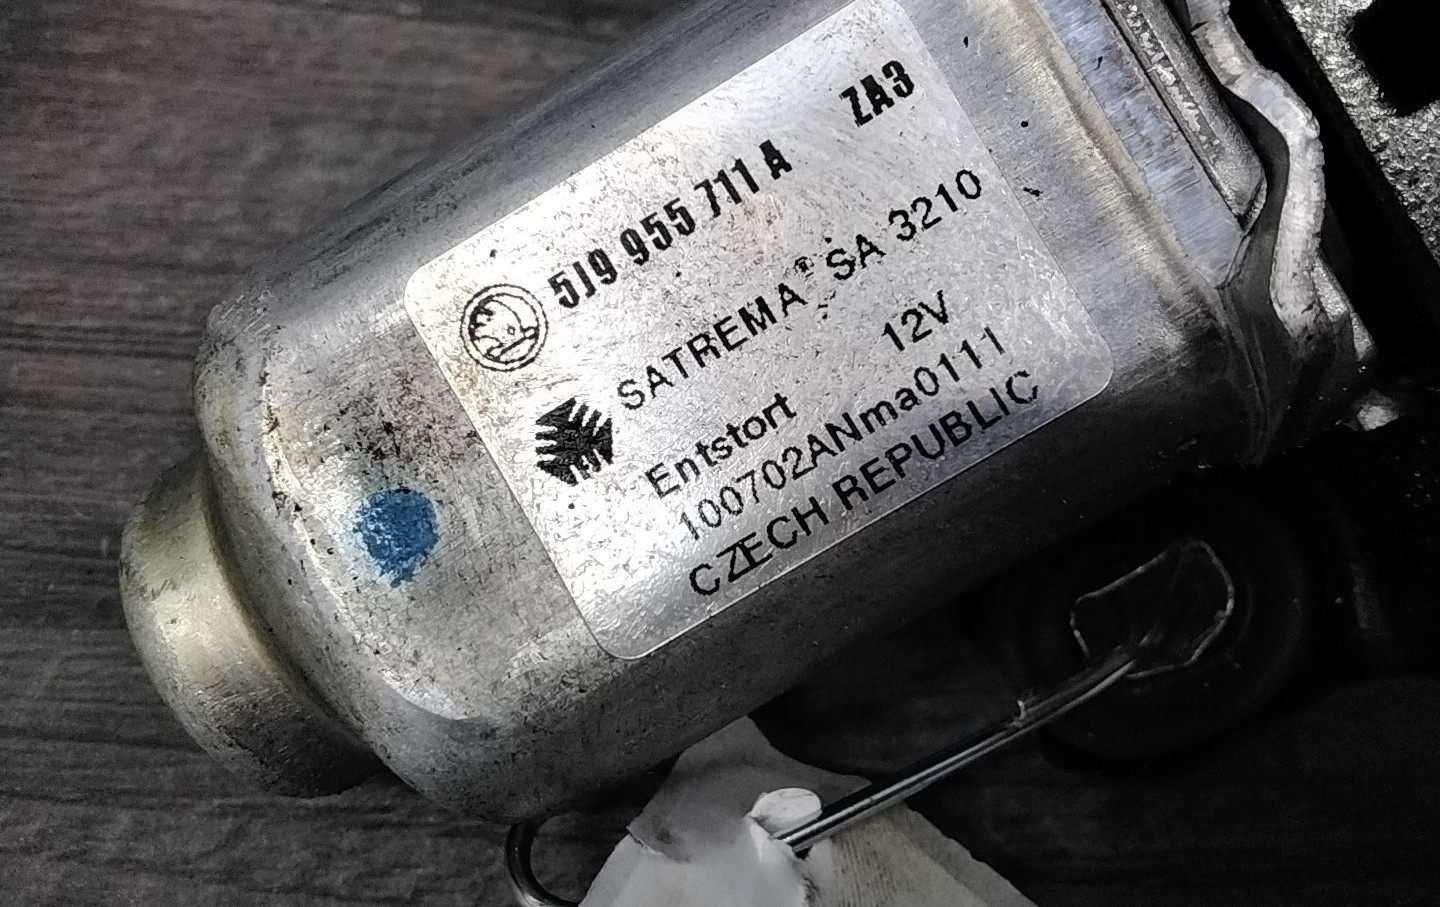 5J9 955 711 A ZA3
SATREMA® SA 3210
12V
Entstort
100702ANma0111
CZECH REPUBLIC